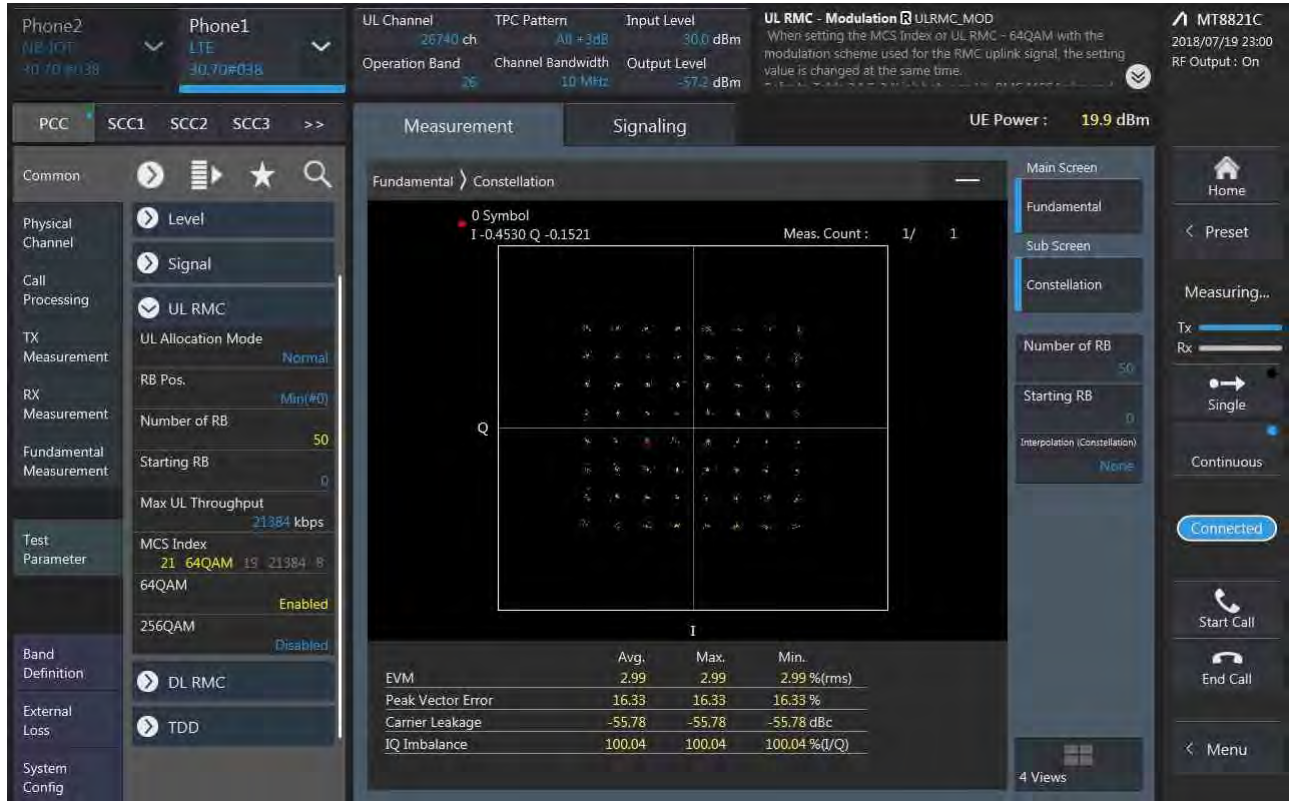 Phone2
NB-IOT
30.70#038
Phone1
LTE
30.70#038
UL Channel
26740 ch
Operation Band
26
TPC Pattern
All +3dB
Channel Bandwidth
10 MHz
Input Level
30.0 dBm
Output Level
-57.2 dBm
UL RMC - Modulation R ULRMC_MOD
When setting the MCS Index or UL RMC - 64QAM with the
modulation scheme used for the RMC uplink signal, the setting
value is changed at the same time.
MT8821C
2018/07/19 23:00
RF Output : On
PCC SCC1 SCC2 SCC3 >>
Measurement Signaling
UE Power : 19.9 dBm
Common
Physical
Channel
Call
Processing
TX
Measurement
RX
Measurement
Fundamental
Measurement
Test
Parameter
Band
Definition
External
Loss
System
Config
Level
Signal
UL RMC
UL Allocation Mode
Normal
RB Pos.
Min(#0)
Number of RB
50
Starting RB
0
Max UL Throughput
21384 kbps
MCS Index
21 64QAM 19 21384 8
64QAM
Enabled
256QAM
Disabled
DL RMC
TDD
Fundamental 〉 Constellation
0 Symbol
I -0.4530 Q -0.1521
Meas. Count : 1/ 1
Q
I
Avg. Max. Min.
EVM 2.99 2.99 2.99 %(rms)
Peak Vector Error 16.33 16.33 16.33 %
Carrier Leakage -55.78 -55.78 -55.78 dBc
IQ Imbalance 100.04 100.04 100.04 %(I/Q)
Main Screen
Fundamental
Sub Screen
Constellation
Number of RB
50
Starting RB
0
Interpolation (Constellation)
None
4 Views
Home
< Preset
Measuring...
Tx
Rx
Single
Continuous
Connected
Start Call
End Call
< Menu